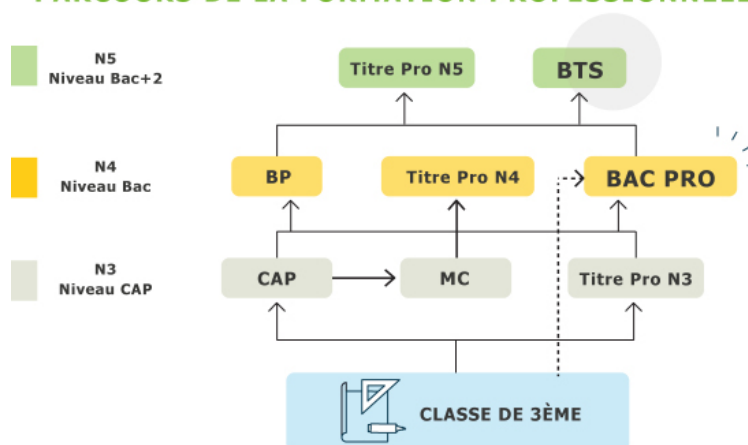 N5
Niveau Bac+2
Titre Pro N5
BTS
N4
Niveau Bac
BP
Titre Pro N4
BAC PRO
N3
Niveau CAP
CAP
MC
Titre Pro N3
CLASSE DE 3ÈME